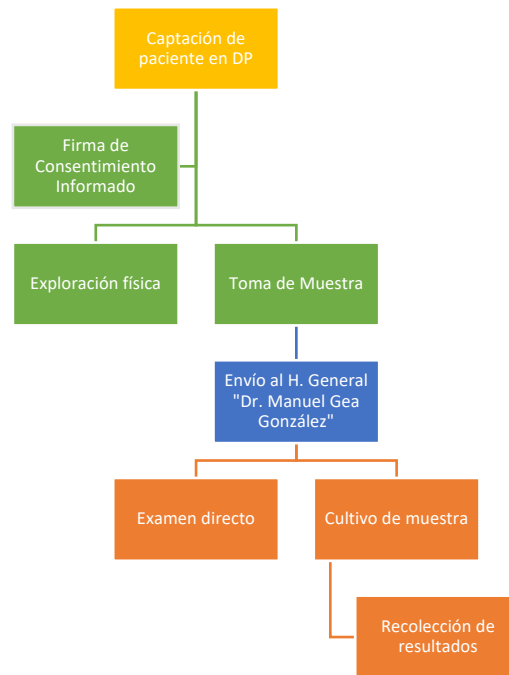 Captación de
paciente en DP
Firma de
Consentimiento
Informado
Exploración física
Toma de Muestra
Envío al H. General
"Dr. Manuel Gea
González"
Examen directo
Cultivo de muestra
Recolección de
resultados